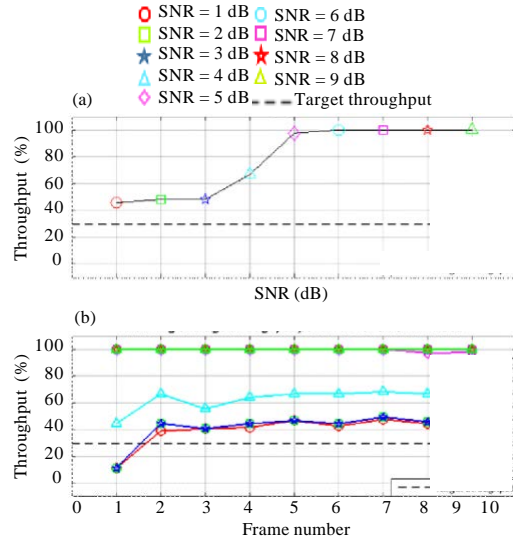 SNR = 1 dB
SNR = 2 dB
SNR = 3 dB
SNR = 4 dB
SNR = 5 dB
SNR = 6 dB
SNR = 7 dB
SNR = 8 dB
SNR = 9 dB
Target throughput
(a)
Throughput (%)
100
80
60
40
20
0
SNR (dB)
(b)
Throughput (%)
100
80
60
40
20
0
0 1 2 3 4 5 6 7 8 9 10
Frame number